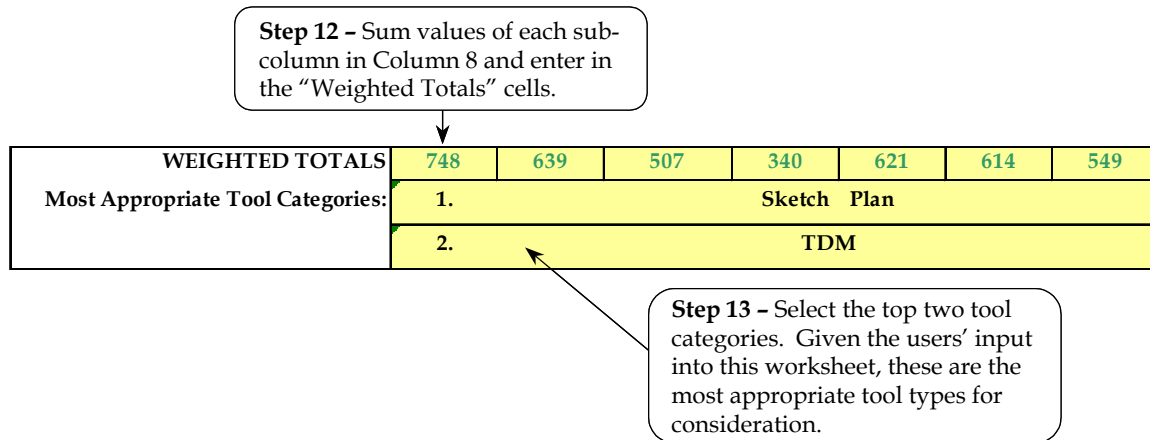 Step 12 – Sum values of each sub-
column in Column 8 and enter in
the “Weighted Totals” cells.
WEIGHTED TOTALS 748 639 507 340 621 614 549
Most Appropriate Tool Categories: 1. Sketch Plan
2. TDM
Step 13 – Select the top two tool
categories. Given the users’ input
into this worksheet, these are the
most appropriate tool types for
consideration.